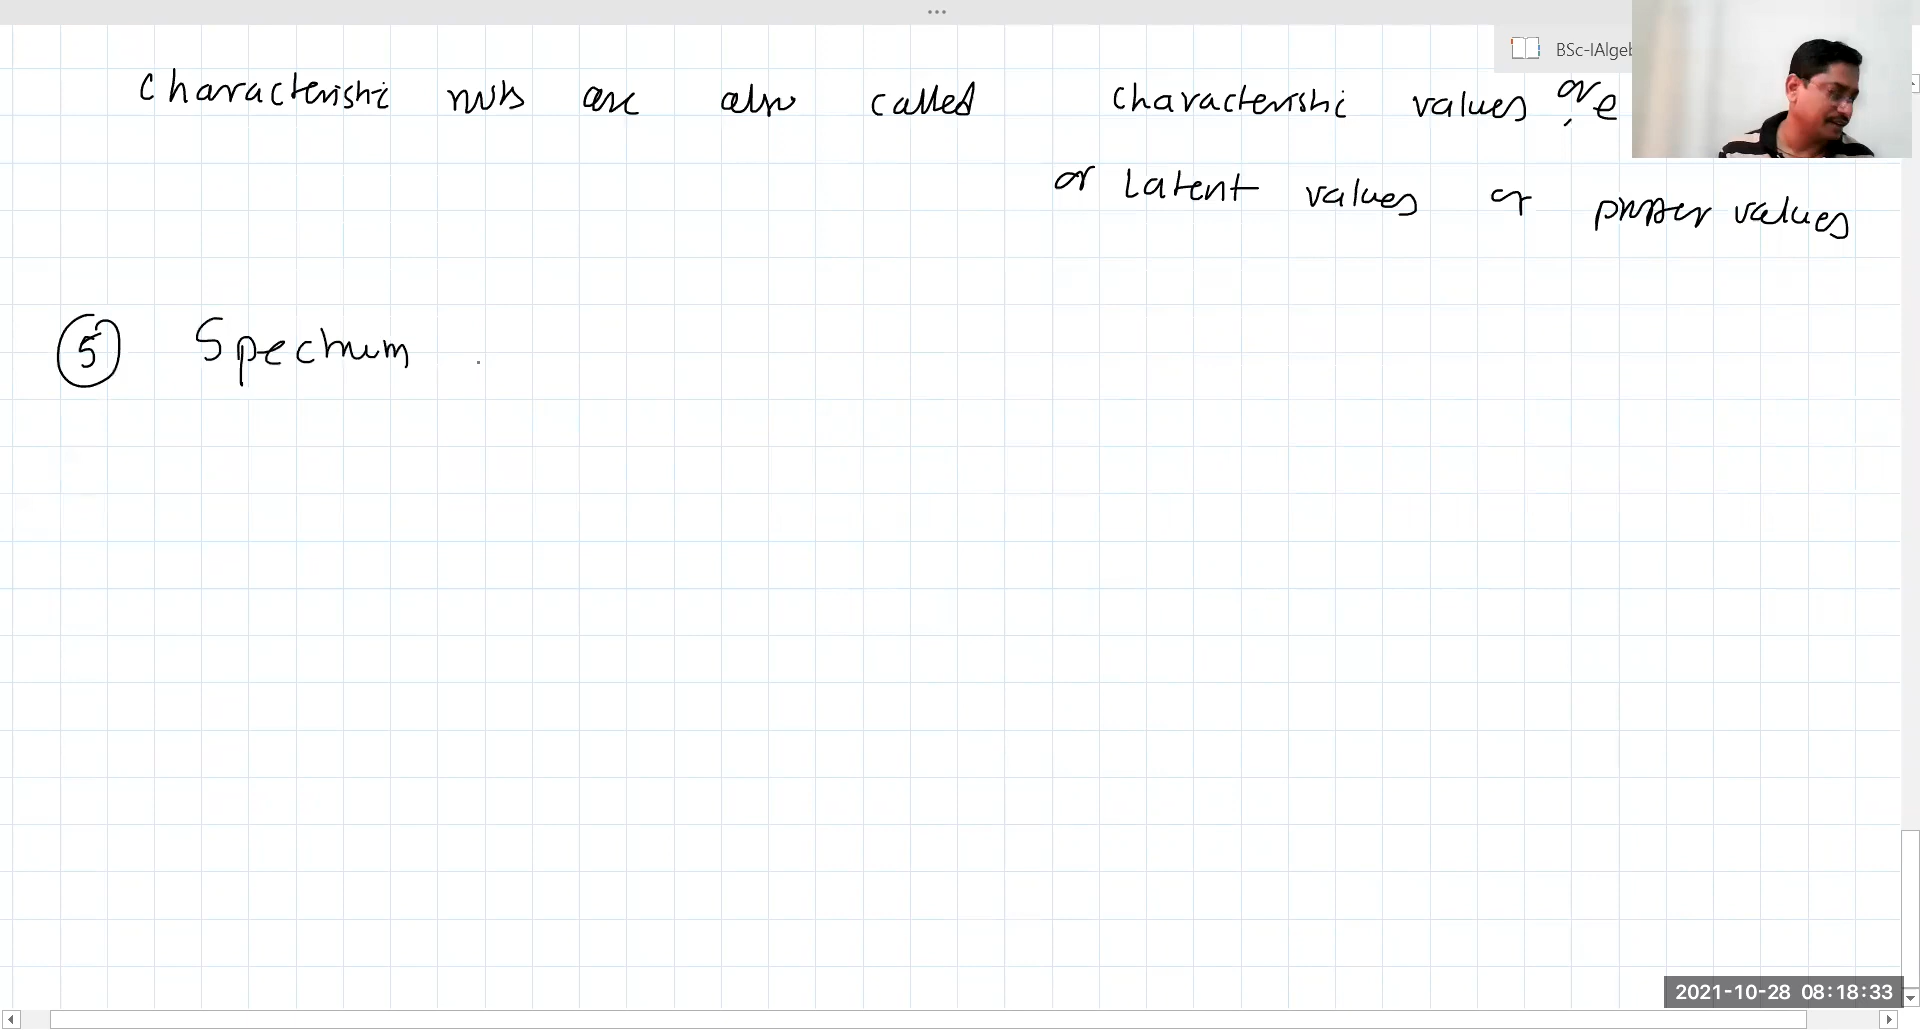 BSc-IAlgeb
characteristic roots are also called characteristic values or e
or Latent values or proper values
5 Spectrum
2021-10-28 08:18:33